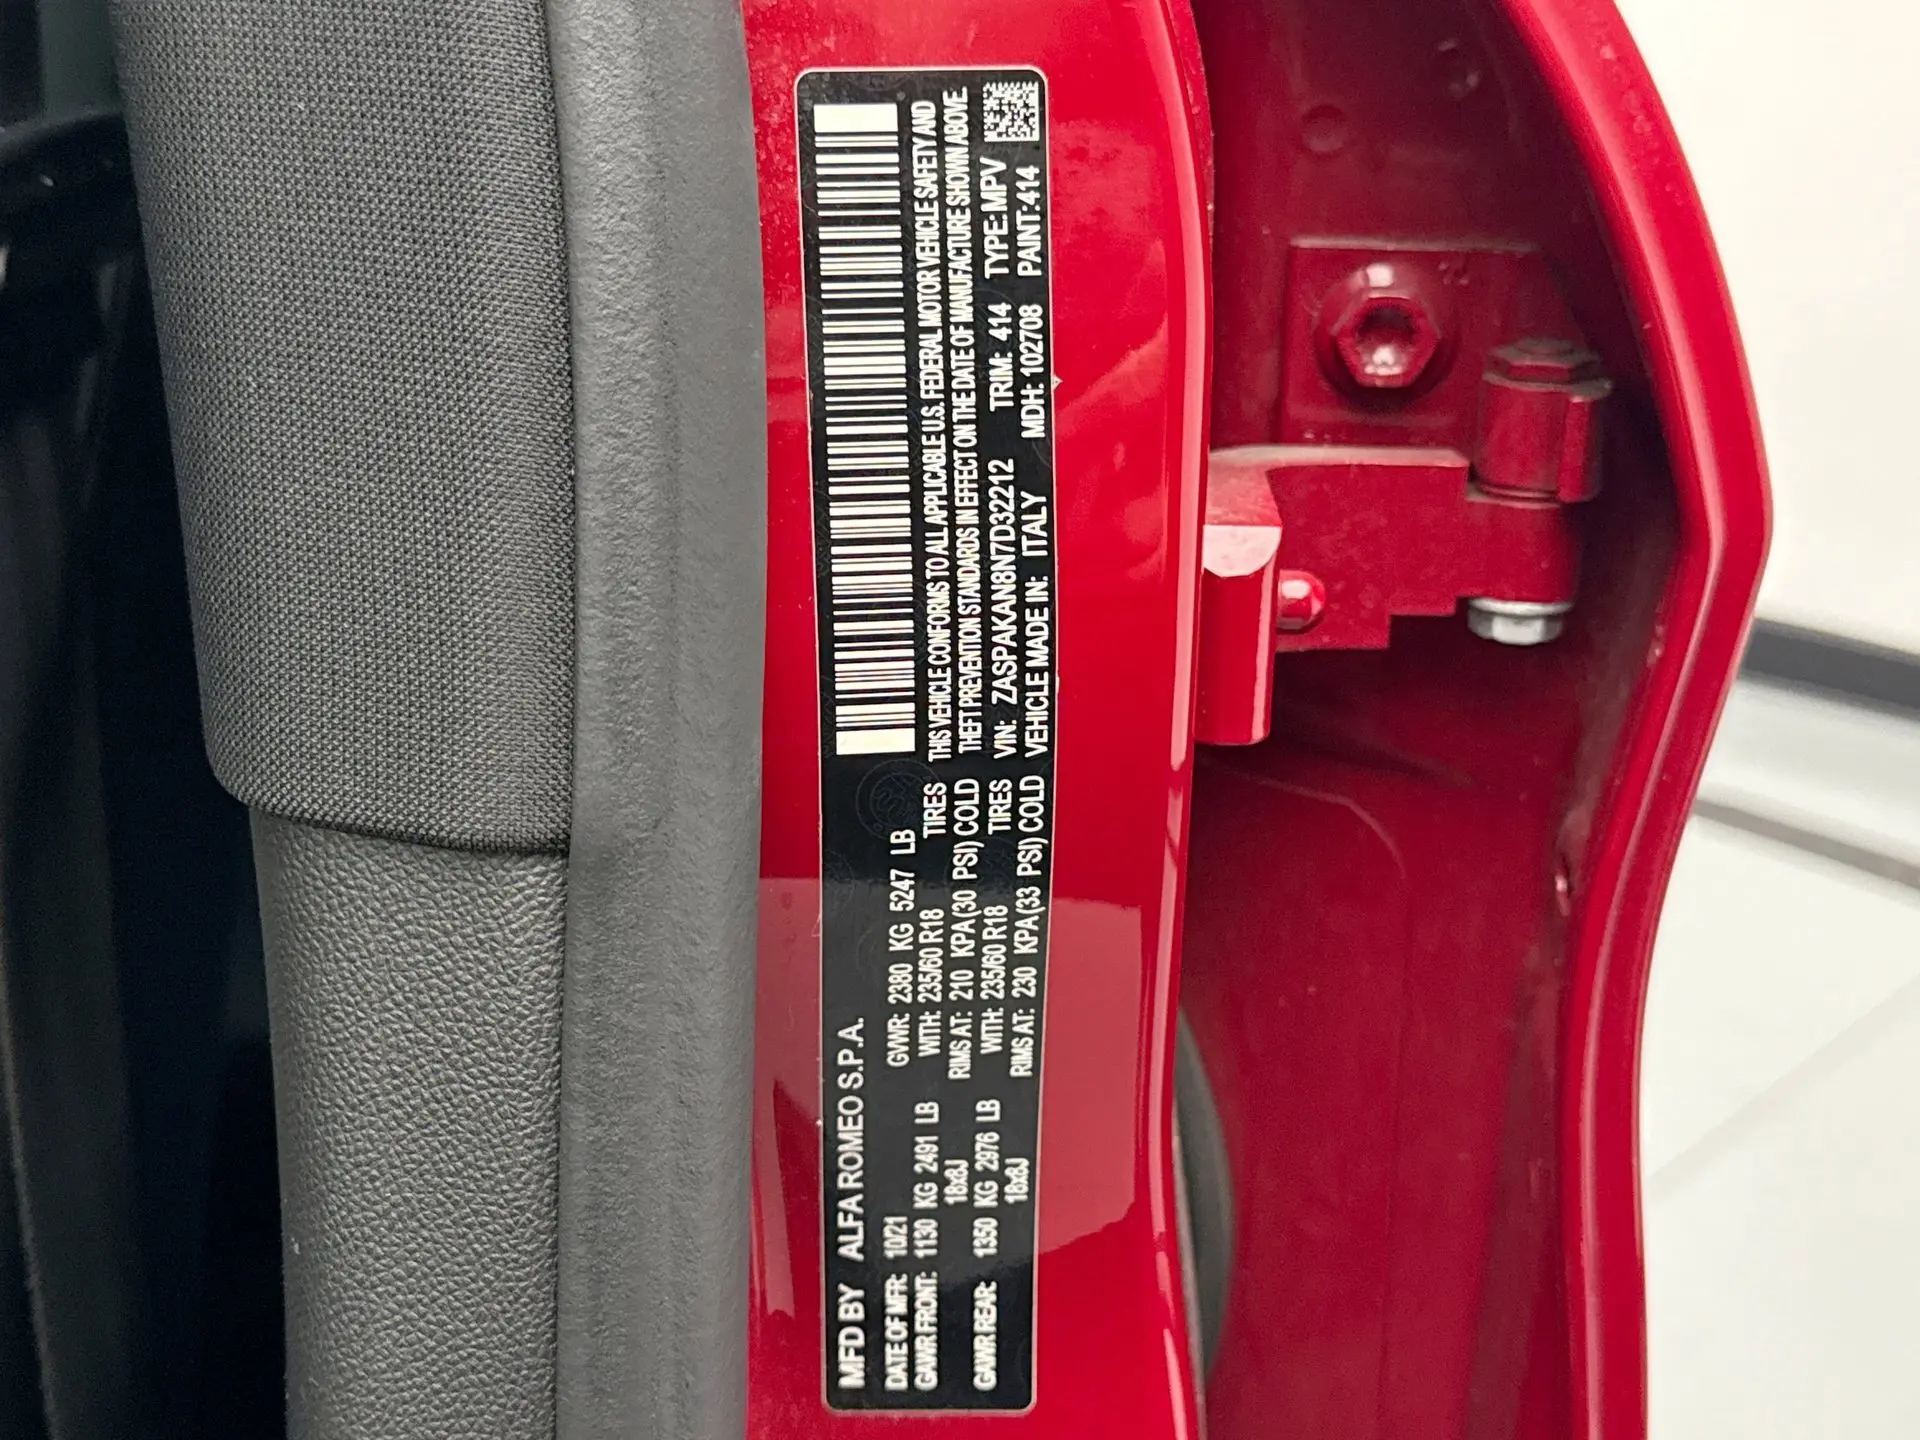 MFD BY ALFA ROMEO S.P.A.
DATE OF MFR: 10/21 GVWR: 2380 KG 5247 LB
GAWR FRONT: 1130 KG 2491 LB WITH: 235/60 R18 TIRES
18x8J RIMS AT: 210 KPA (30 PSI) COLD
GAWR REAR: 1350 KG 2976 LB WITH: 235/60 R18 TIRES
18x8J RIMS AT: 230 KPA (33 PSI) COLD
THIS VEHICLE CONFORMS TO ALL APPLICABLE U.S. FEDERAL MOTOR VEHICLE SAFETY AND
THEFT PREVENTION STANDARDS IN EFFECT ON THE DATE OF MANUFACTURE SHOWN ABOVE.
VIN: ZASPAKAN8N7D32212 TRIM: 414 TYPE: MPV
VEHICLE MADE IN: ITALY MDH: 102708 PAINT: 414